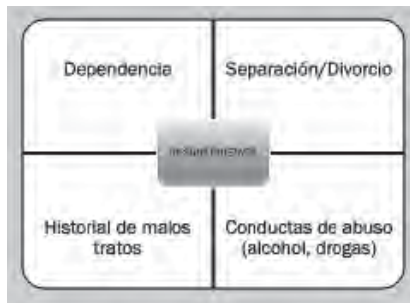 Dependencia
Separación/Divorcio
Historial de malos
tratos
Conductas de abuso
(alcohol, drogas)